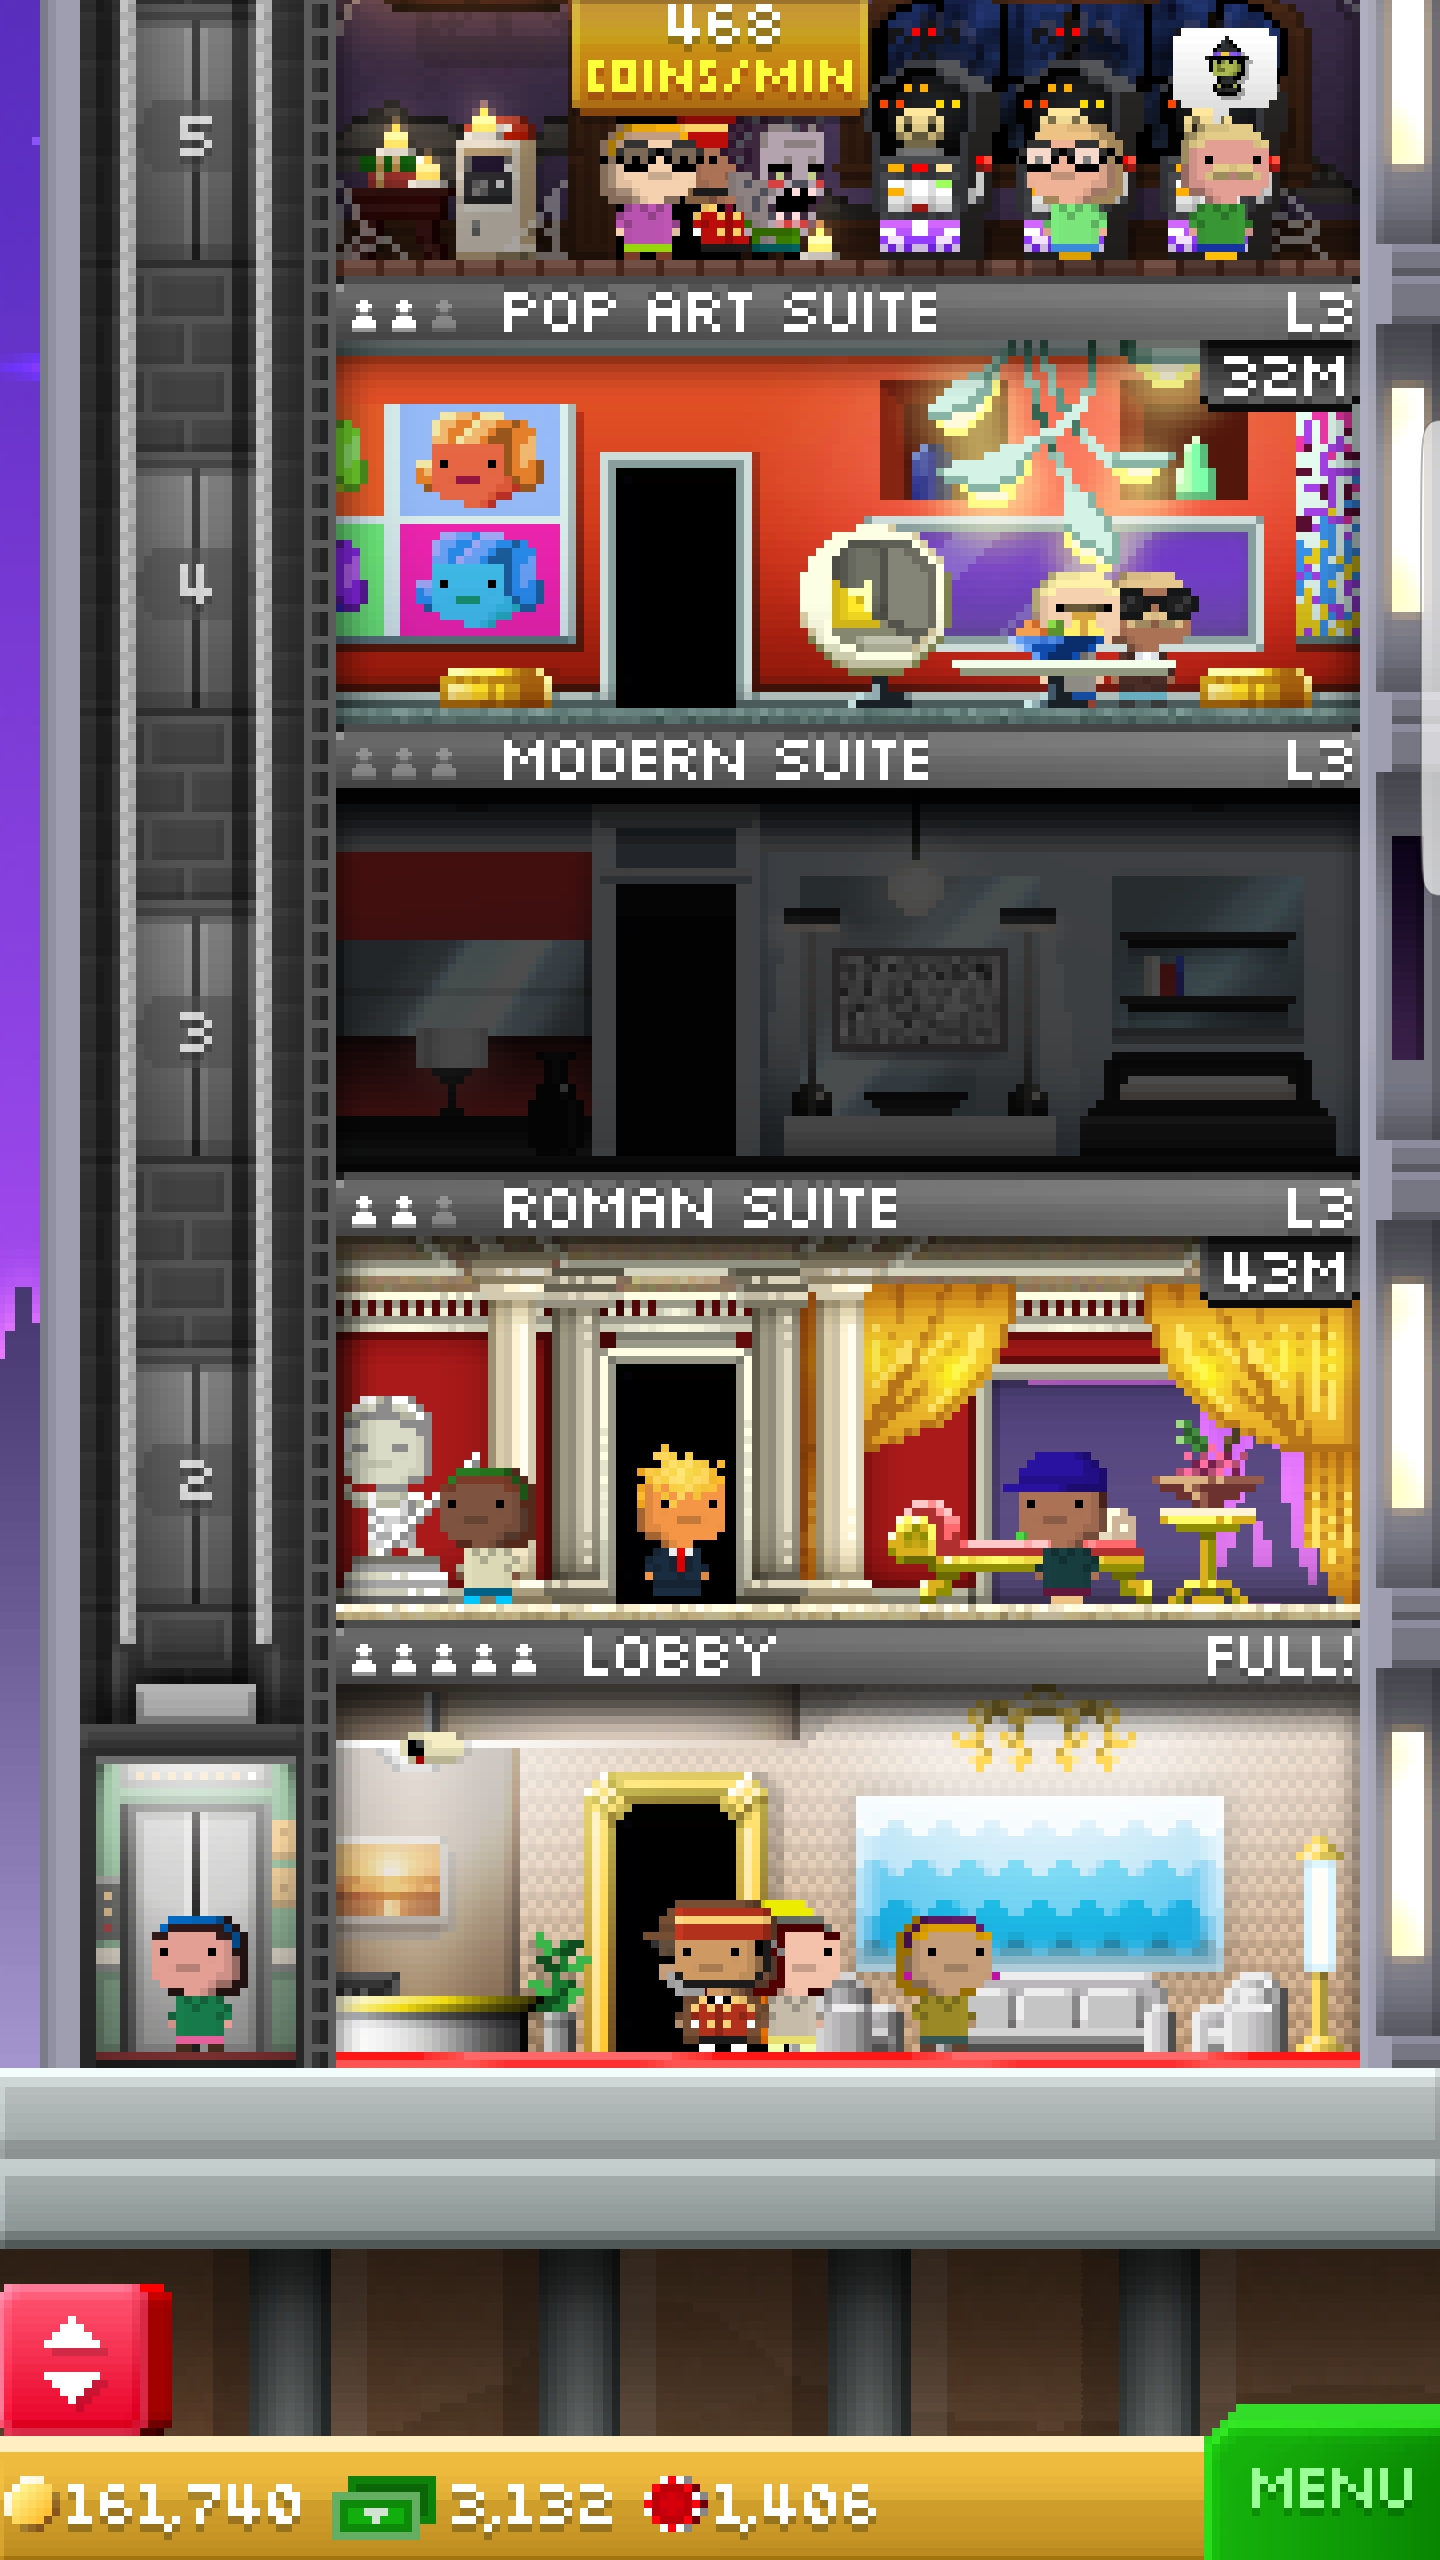 468
COINS/MIN
5
POP ART SUITE L3
32M
4
MODERN SUITE L3
3
ROMAN SUITE L3
43M
2
LOBBY FULL!
161,740 3,132 1,406
MENU